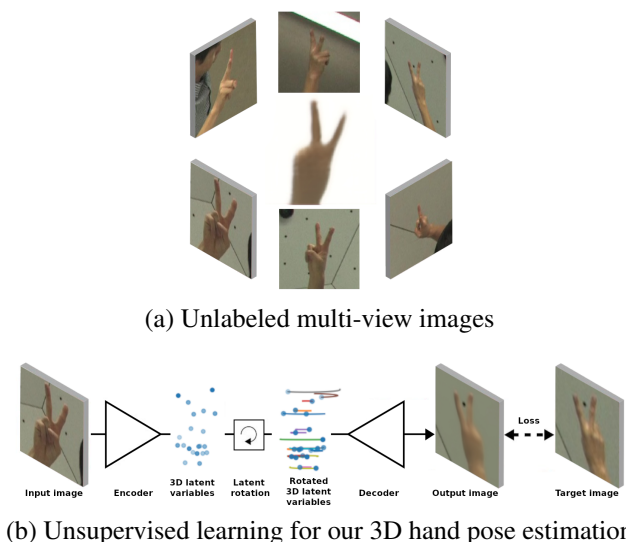 (a) Unlabeled multi-view images
Loss
Input image
Encoder
3D latent
variables
Latent
rotation
Rotated
3D latent
variables
Decoder
Output image
Target image
(b) Unsupervised learning for our 3D hand pose estimation